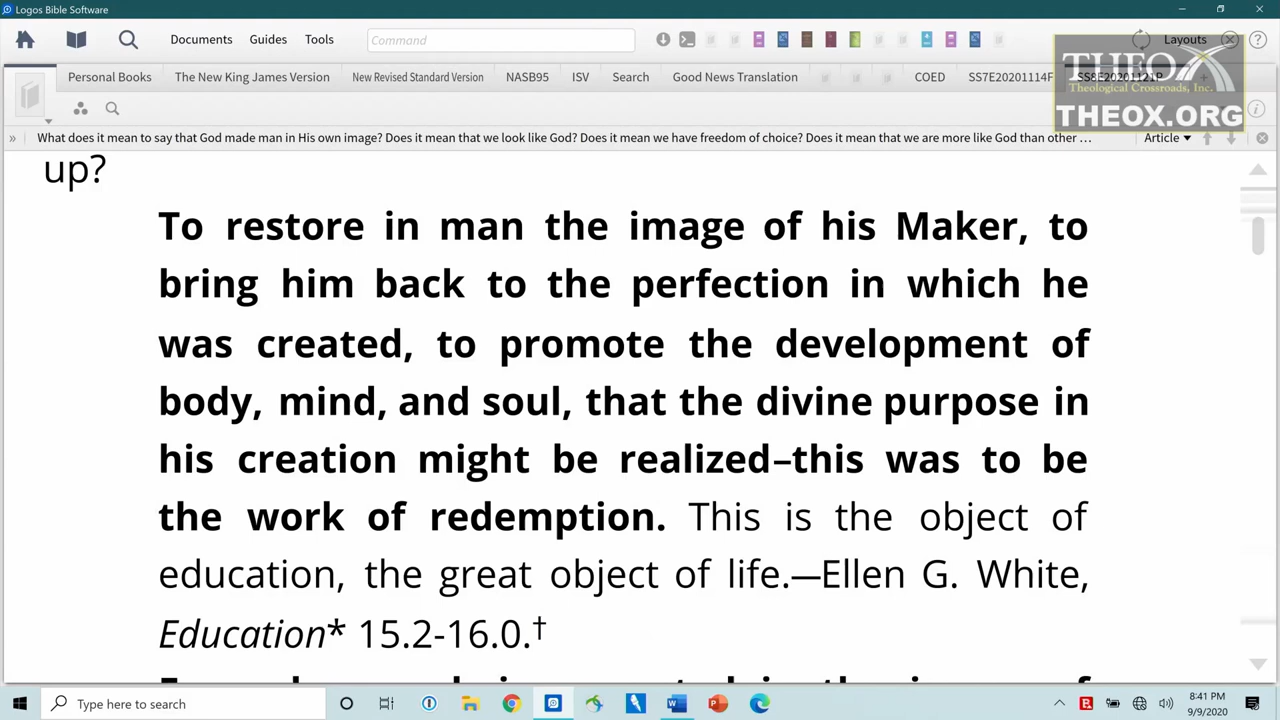 Logos Bible Software
Documents Guides Tools Command Layouts
Personal Books The New King James Version New Revised Standard Version NASB95 ISV Search Good News Translation COED SS7E20201114F
THEOX
Theological Crossroads, Inc.
THEOX.ORG
» What does it mean to say that God made man in His own image? Does it mean that we look like God? Does it mean we have freedom of choice? Does it mean that we are more like God than other ... Article
up?
To restore in man the image of his Maker, to
bring him back to the perfection in which he
was created, to promote the development of
body, mind, and soul, that the divine purpose in
his creation might be realized–this was to be
the work of redemption. This is the object of
education, the great object of life.—Ellen G. White,
Education* 15.2-16.0.†
Type here to search
8:41 PM
9/9/2020